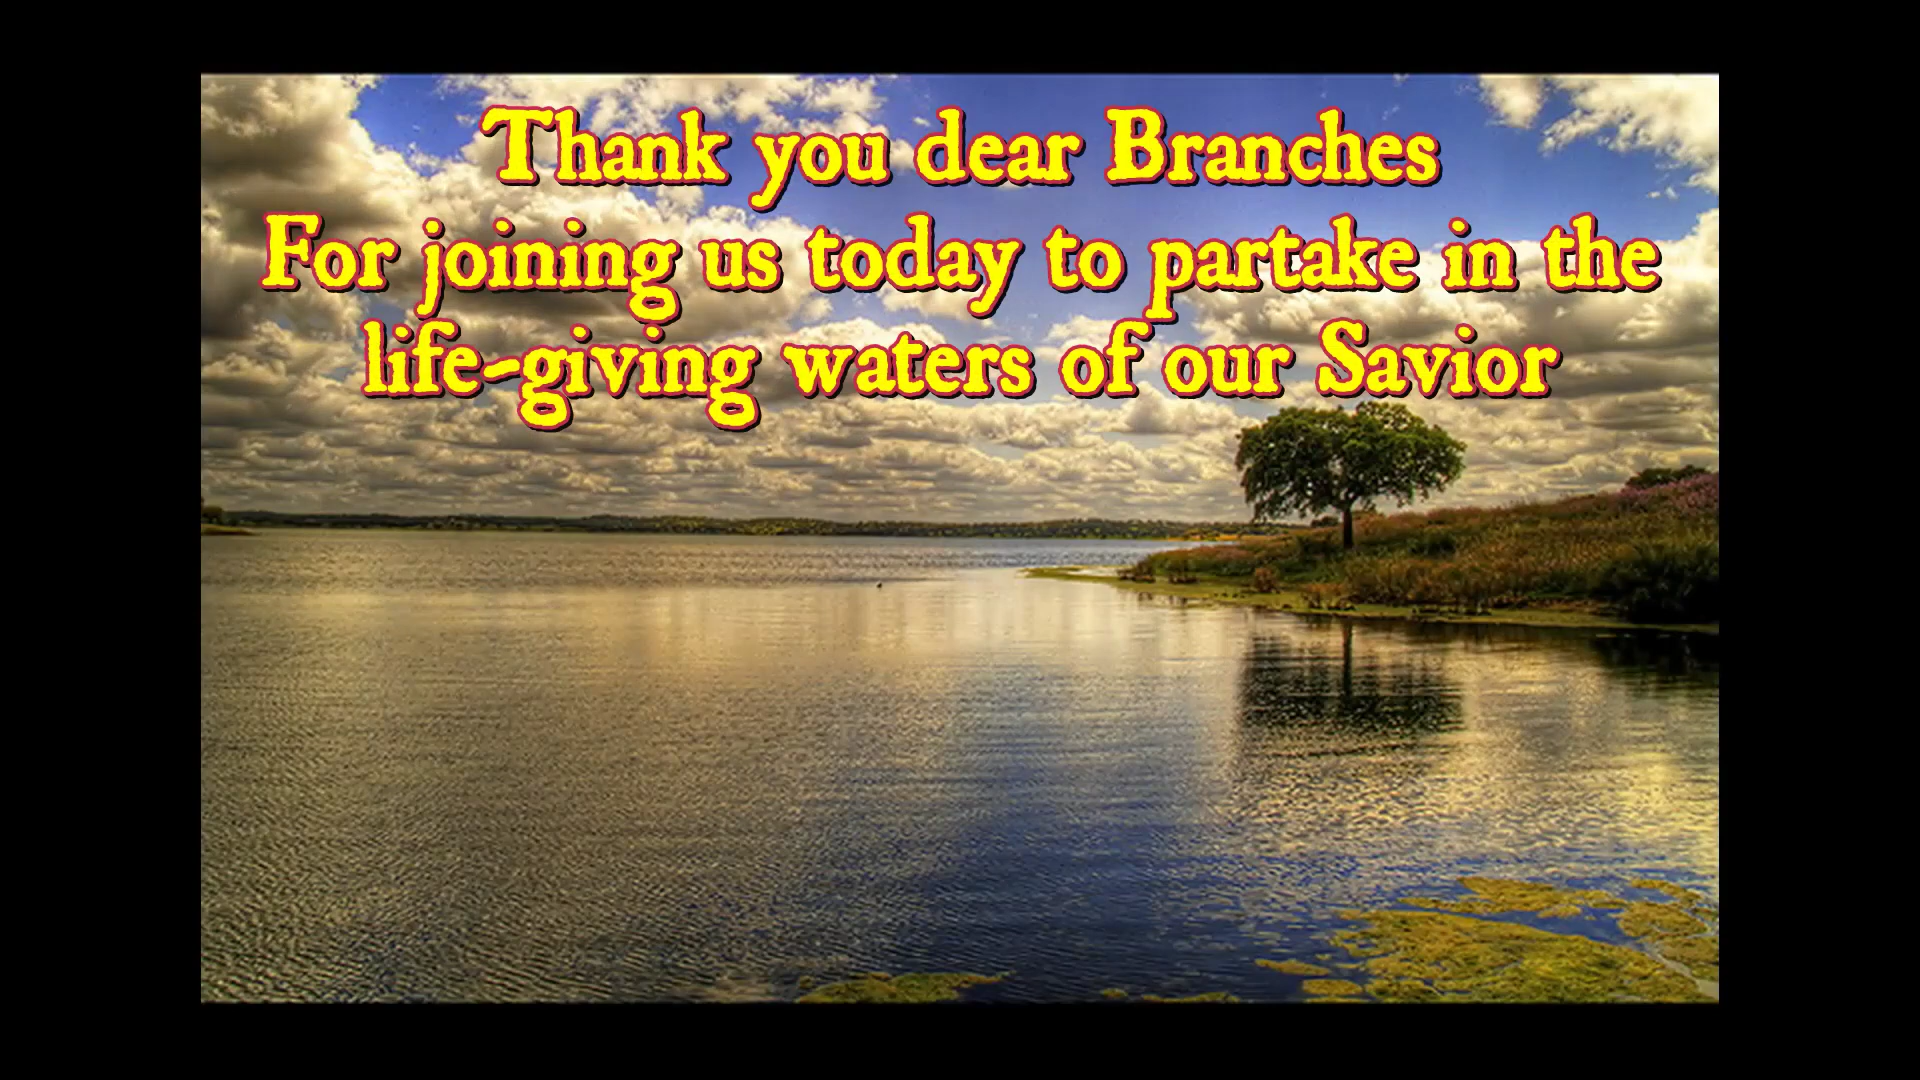 Thank you dear Branches
For joining us today to partake in the
life-giving waters of our Savior